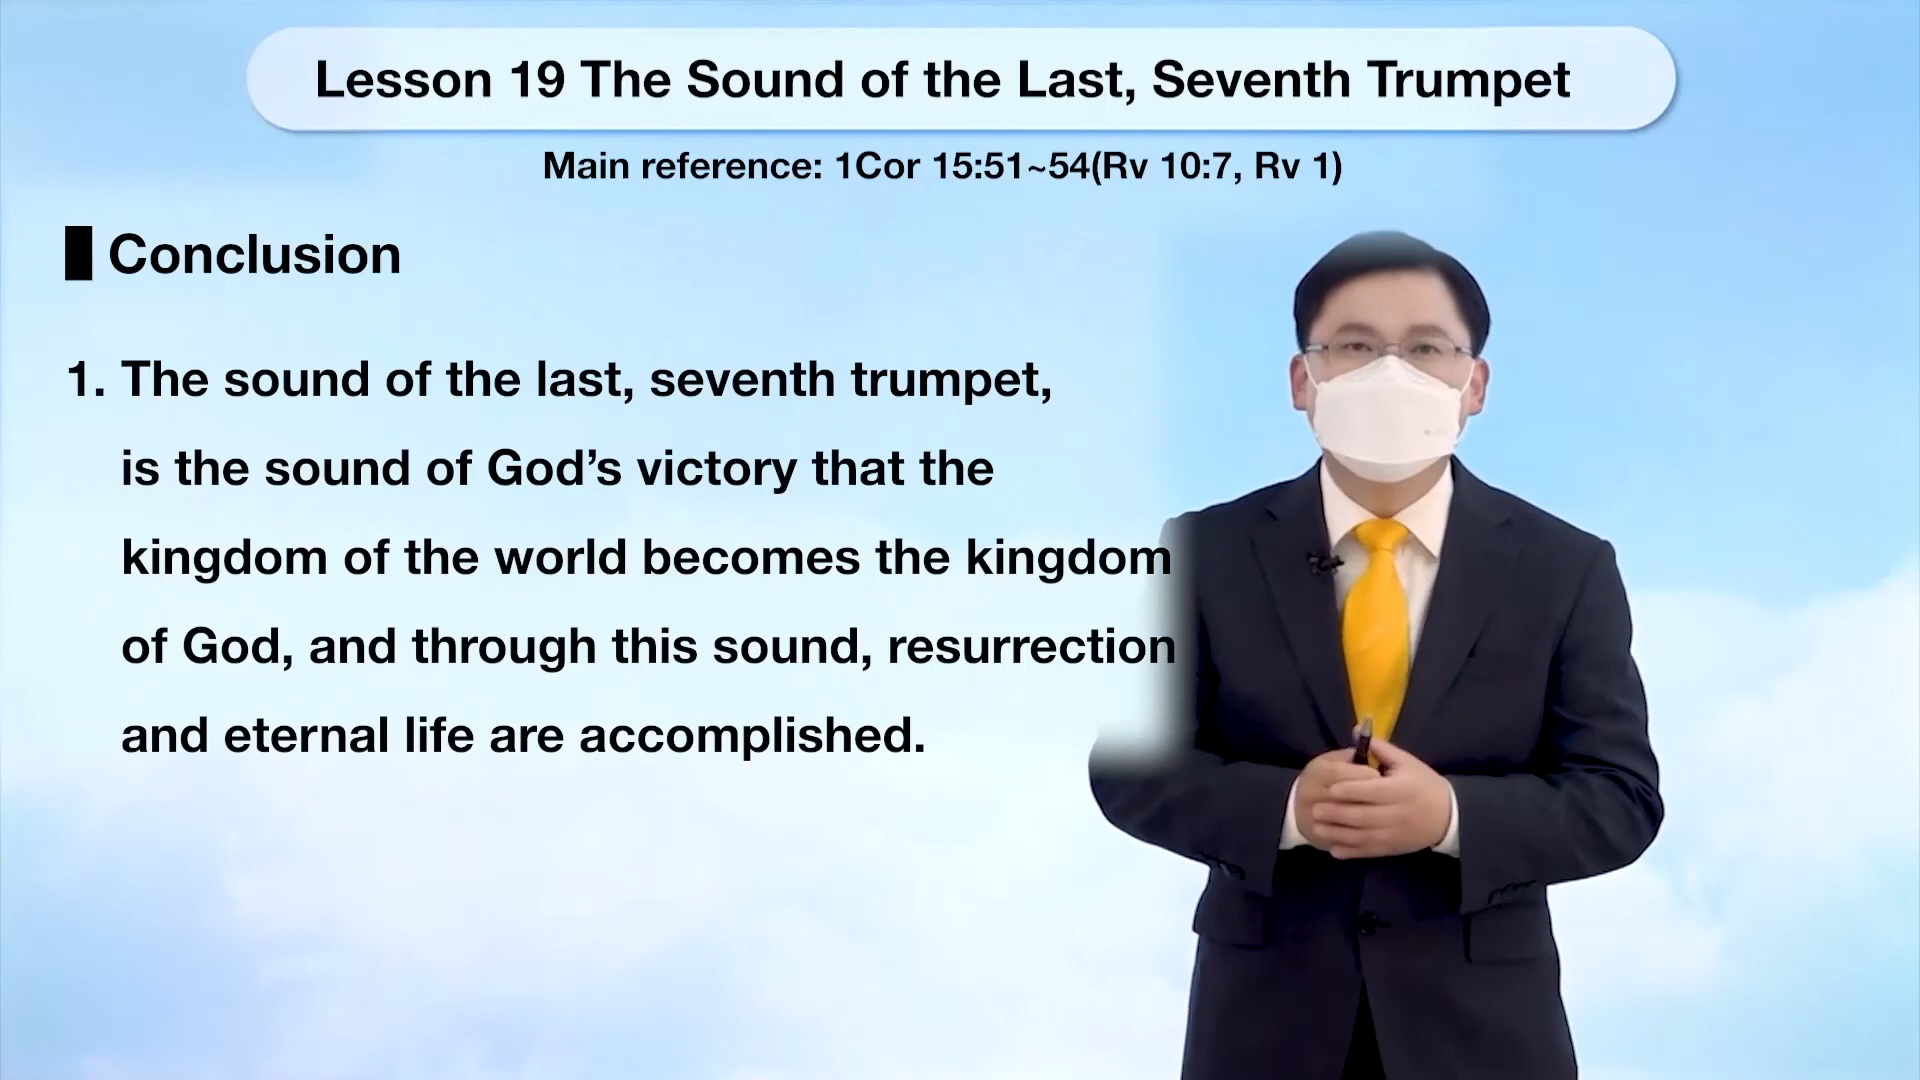 Lesson 19 The Sound of the Last, Seventh Trumpet
Main reference: 1Cor 15:51~54(Rv 10:7, Rv 1)
Conclusion
1. The sound of the last, seventh trumpet,
is the sound of God’s victory that the
kingdom of the world becomes the kingdom
of God, and through this sound, resurrection
and eternal life are accomplished.